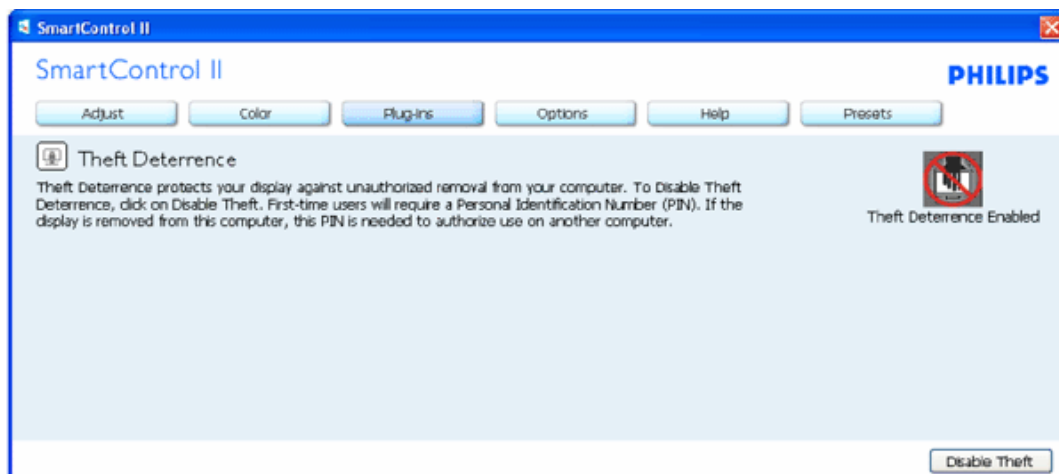 SmartControl II
SmartControl II
PHILIPS
Adjust Color Plug-Ins Options Help Presets
Theft Deterrence
Theft Deterrence protects your display against unauthorized removal from your computer. To Disable Theft
Deterrence, click on Disable Theft. First-time users will require a Personal Identification Number (PIN). If the
display is removed from this computer, this PIN is needed to authorize use on another computer.
Theft Deterrence Enabled
Disable Theft